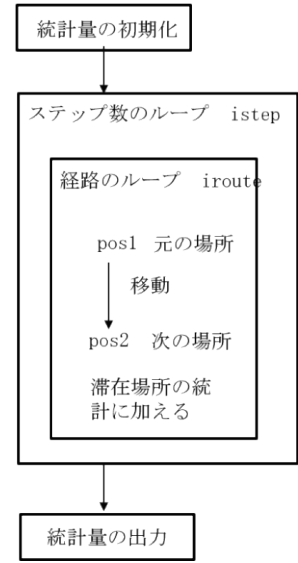 統計量の初期化
ステップ数のループ　istep
経路のループ　iroute
pos1　元の場所
移動
pos2　次の場所
滞在場所の統
計に加える
統計量の出力